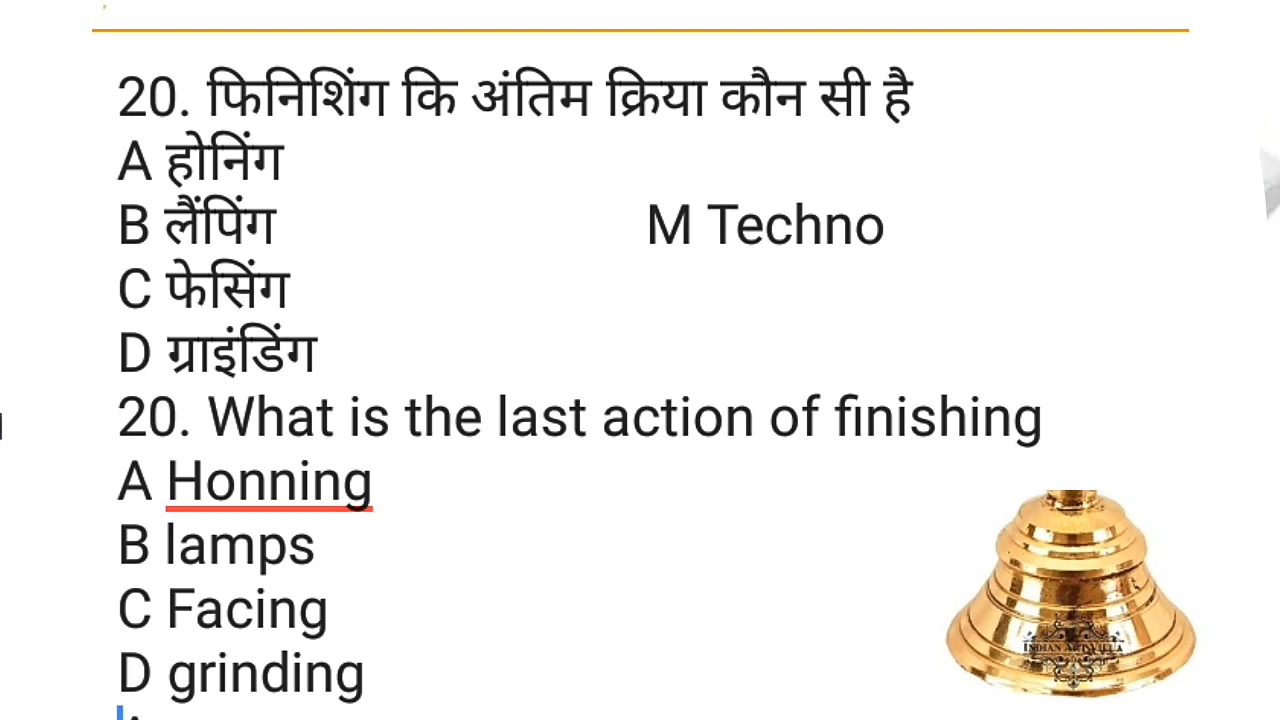 20. फिनिशिंग कि अंतिम क्रिया कौन सी है
A होनिंग
B लैंपिंग
M Techno
C फेसिंग
D ग्राइंडिंग
20. What is the last action of finishing
A Honning
B lamps
C Facing
D grinding
INDIAN ART VILLA